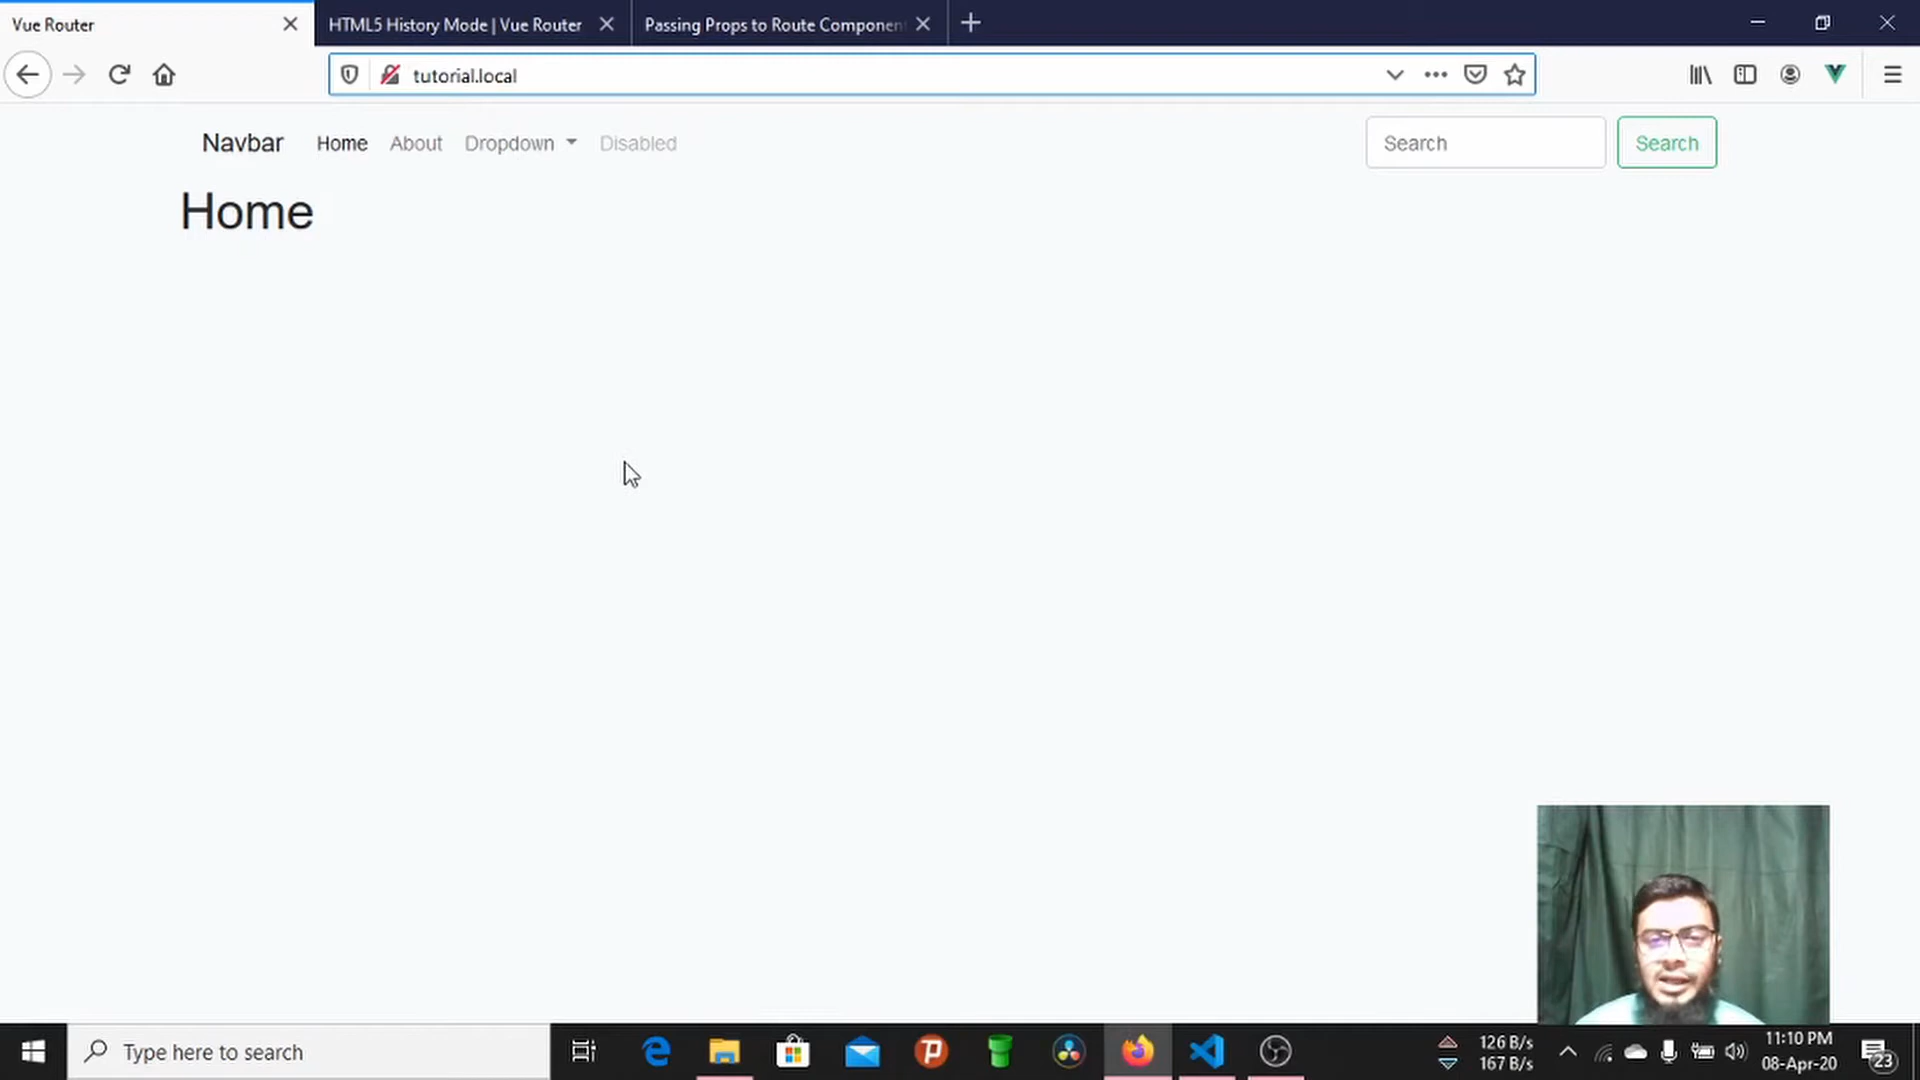 Vue Router
HTML5 History Mode | Vue Router
Passing Props to Route Componen
tutorial.local
Navbar
Home
About
Dropdown
Disabled
Search
Search
Home
Type here to search
126 B/s
167 B/s
11:10 PM
08-Apr-20
23